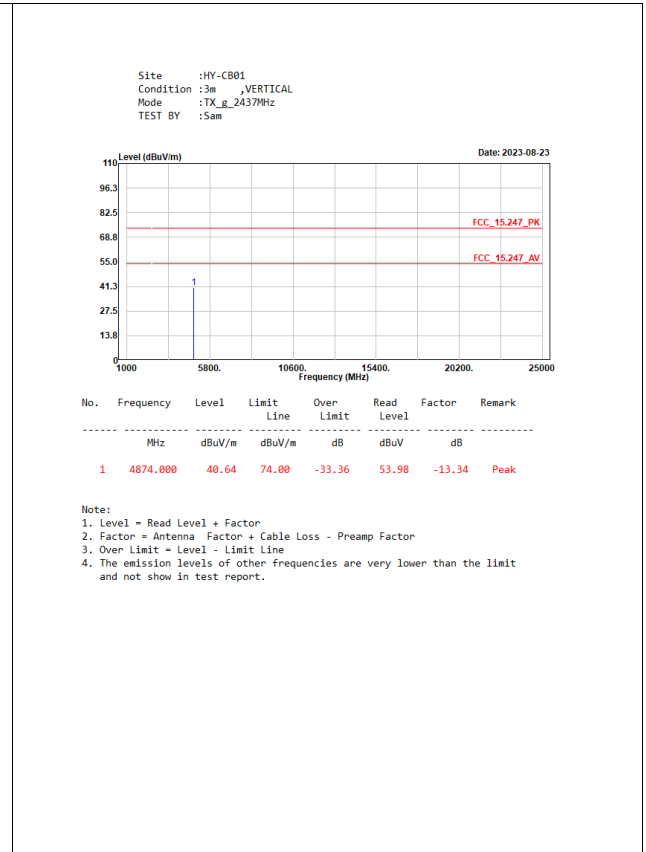 Site :HY-CB01
Condition :3m ,VERTICAL
Mode :TX_g_2437MHz
TEST BY :Sam
Level (dBuV/m) Date: 2023-08-23
110
96.3
82.5
FCC_15.247_PK
68.8
55.0 FCC_15.247_AV
41.3
1
27.5
13.8
0
1000 5800. 10600. 15400. 20200. 25000
Frequency (MHz)
No. Frequency Level Limit Over Read Factor Remark
Line Limit Level
------ ----------- -------- --------- --------- --------- -------- ---------
MHz dBuV/m dBuV/m dB dBuV dB
1 4874.000 40.64 74.00 -33.36 53.98 -13.34 Peak
Note:
1. Level = Read Level + Factor
2. Factor = Antenna Factor + Cable Loss - Preamp Factor
3. Over Limit = Level - Limit Line
4. The emission levels of other frequencies are very lower than the limit
and not show in test report.